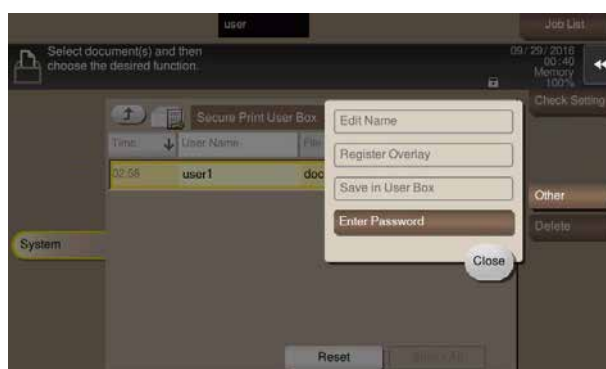 user
Job List
Select document(s) and then
choose the desired function.
09/29/2016
00:40
Memory
100%
Check Setting
Secure Print User Box
Time
User Name
File
02:58
user1
doc
Edit Name
Register Overlay
Save in User Box
Enter Password
Close
Other
Delete
System
Reset
Select All